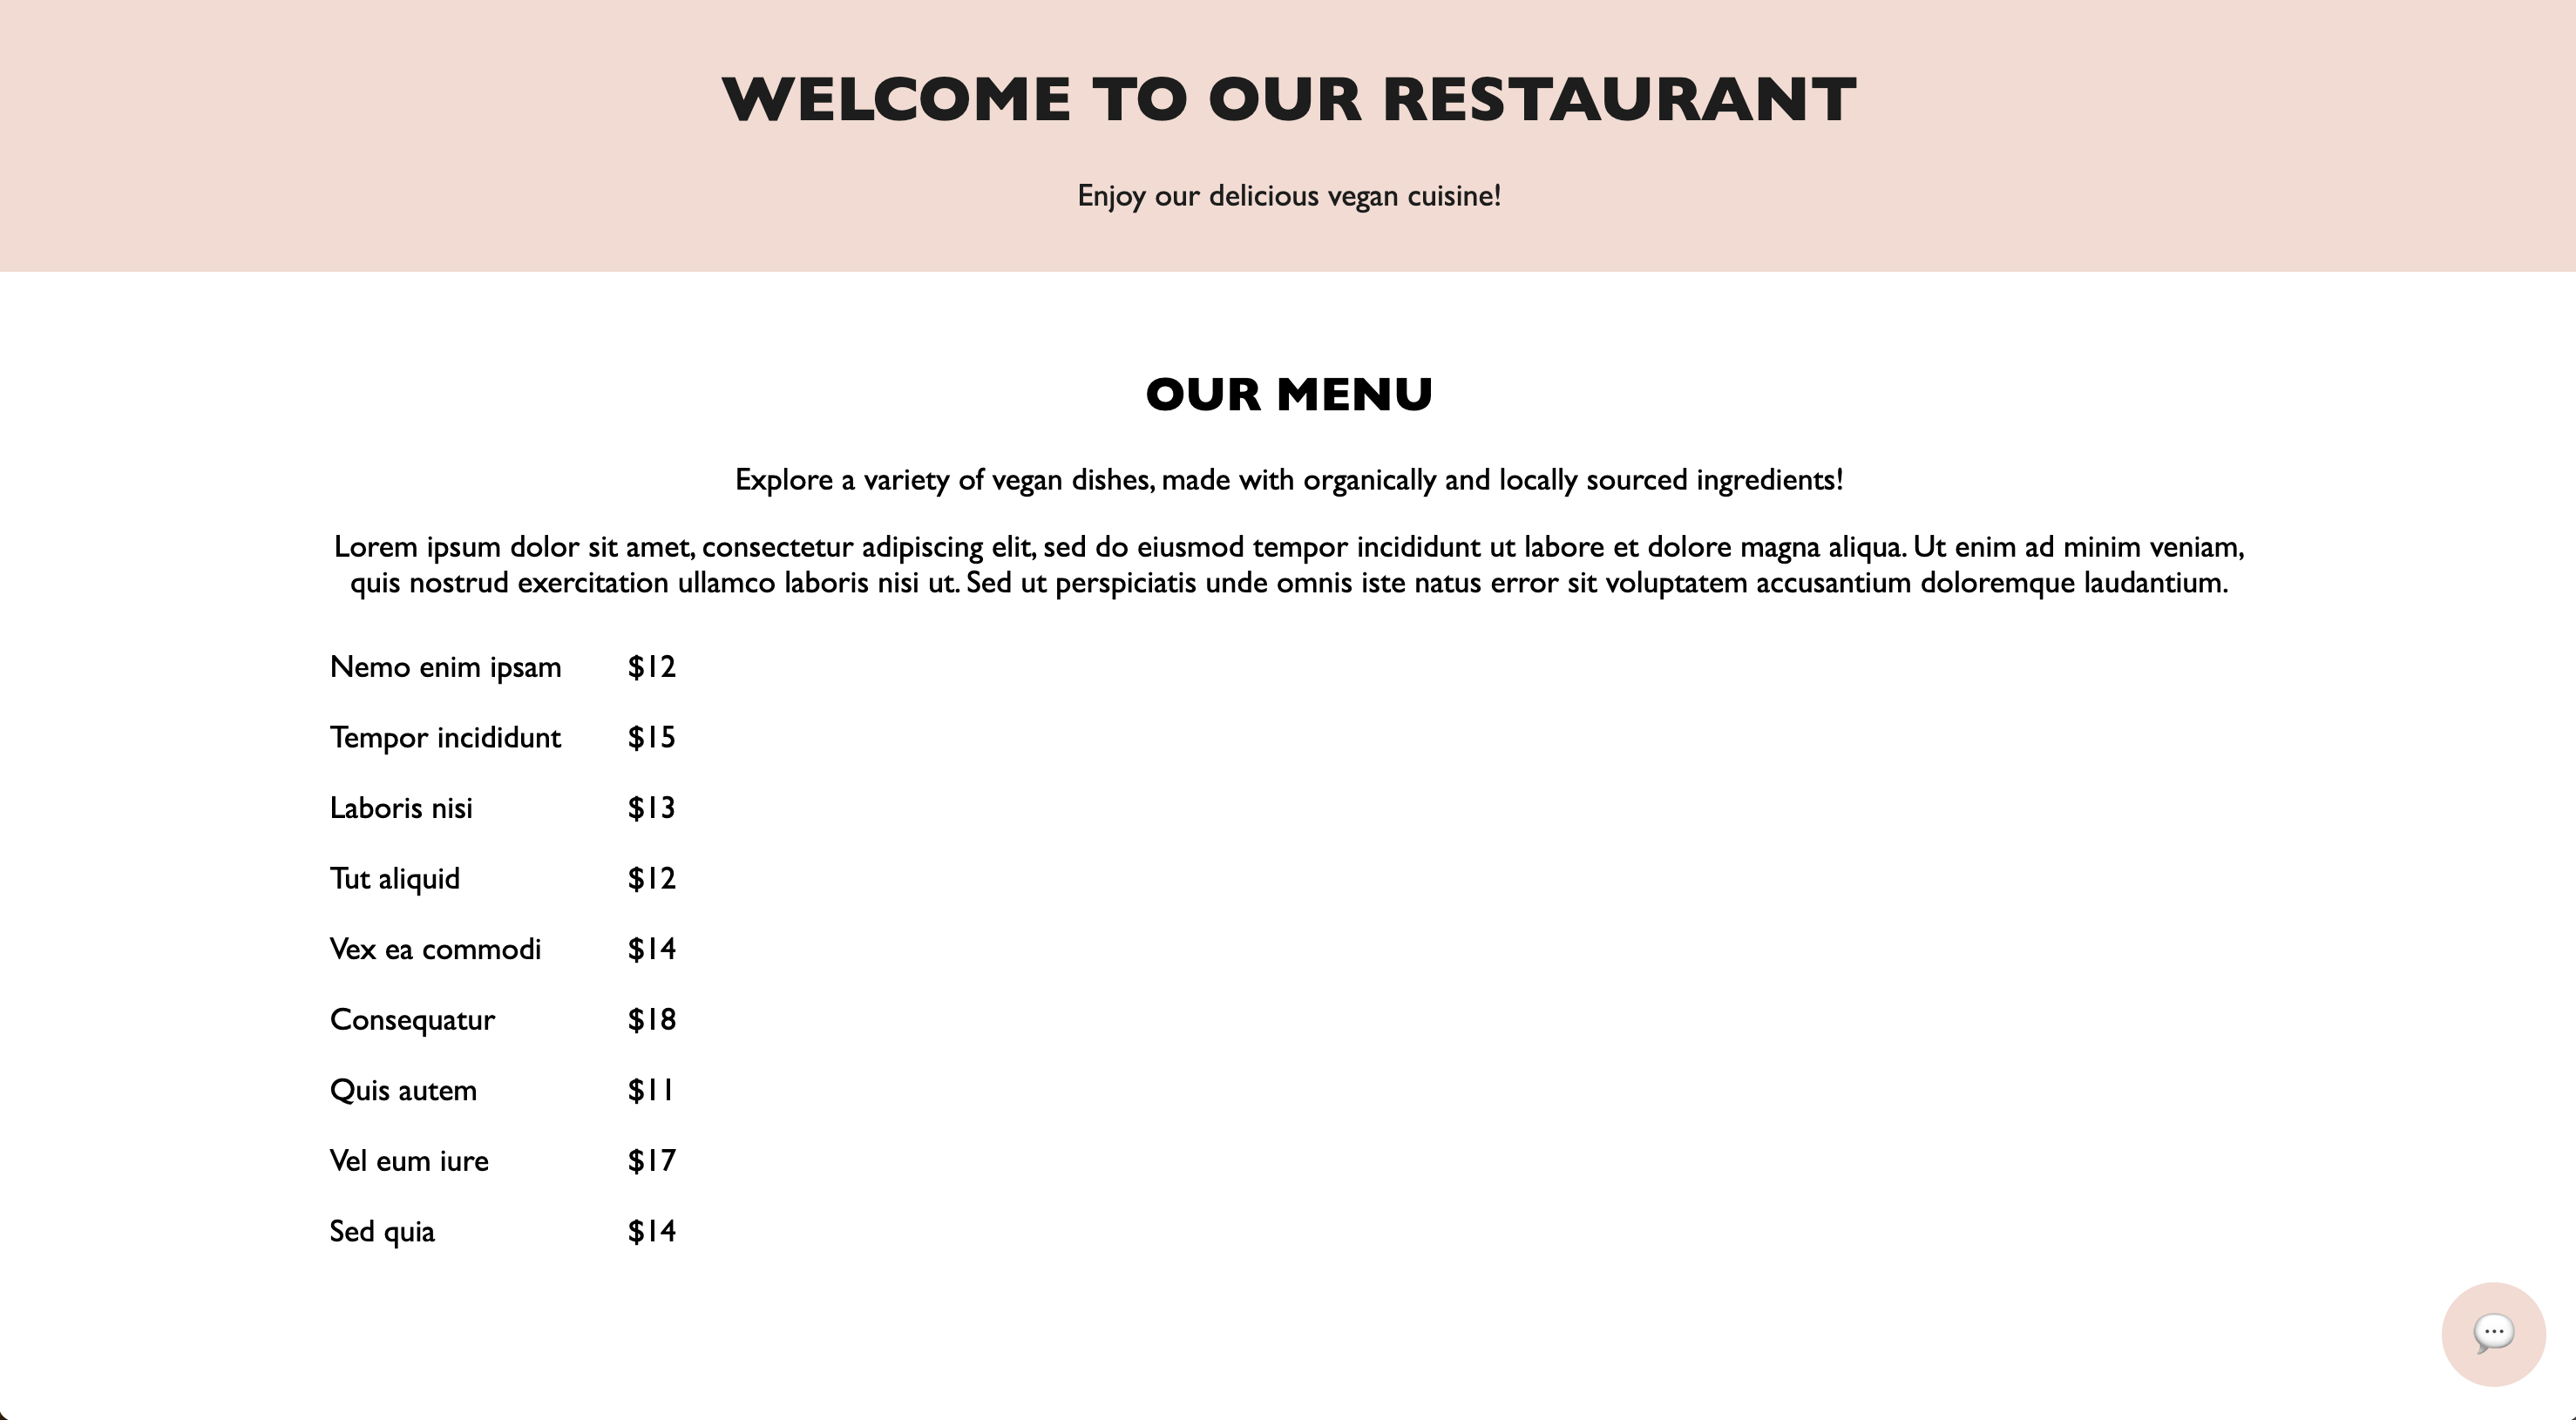 WELCOME TO OUR RESTAURANT
Enjoy our delicious vegan cuisine!
OUR MENU
Explore a variety of vegan dishes, made with organically and locally sourced ingredients!
Lorem ipsum dolor sit amet, consectetur adipiscing elit, sed do eiusmod tempor incididunt ut labore et dolore magna aliqua. Ut enim ad minim veniam,
quis nostrud exercitation ullamco laboris nisi ut. Sed ut perspiciatis unde omnis iste natus error sit voluptatem accusantium doloremque laudantium.
Nemo enim ipsam $12
Tempor incididunt $15
Laboris nisi $13
Tut aliquid $12
Vex ea commodi $14
Consequatur $18
Quis autem $11
Vel eum iure $17
Sed quia $14